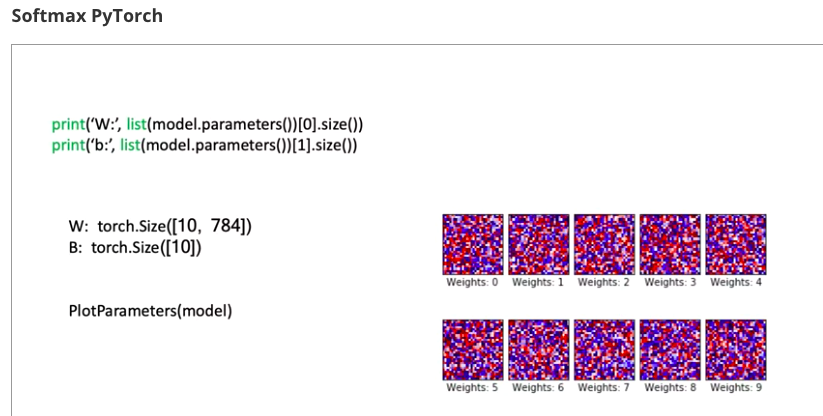 Softmax PyTorch
print(‘W:’, list(model.parameters())[0].size())
print(‘b:’, list(model.parameters())[1].size())
W: torch.Size([10, 784])
B: torch.Size([10])
PlotParameters(model)
Weights: 0 Weights: 1 Weights: 2 Weights: 3 Weights: 4
Weights: 5 Weights: 6 Weights: 7 Weights: 8 Weights: 9